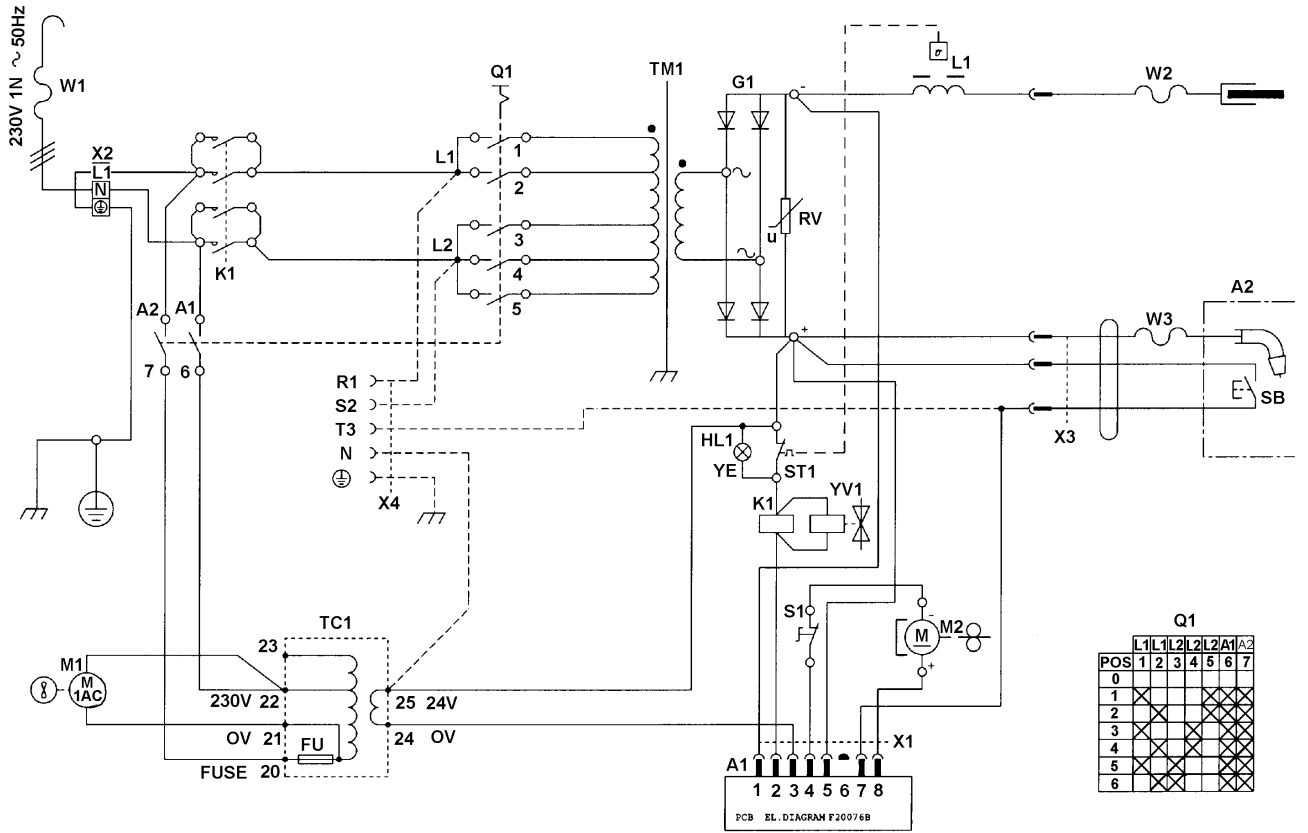 230V 1N ~ 50Hz
W1
X2
L1
N
K1
Q1
L1
L2
1
2
3
4
5
TM1
G1
-
~
~
RV
u
+
σ
L1
W2
W3
A2
SB
X3
A2
A1
7
6
R1
S2
T3
N
X4
HL1
YE
ST1
K1
YV1
S1
M
M2
-
+
TC1
M1
M
1AC
23
230V 22
0V 21
FUSE 20
FU
25 24V
24 0V
X1
A1
1 2 3 4 5 6 7 8
PCB EL.DIAGRAM F20076B
Q1
L1 L1 L2 L2 L2 A1 A2
POS 1 2 3 4 5 6 7
0
1
2
3
4
5
6